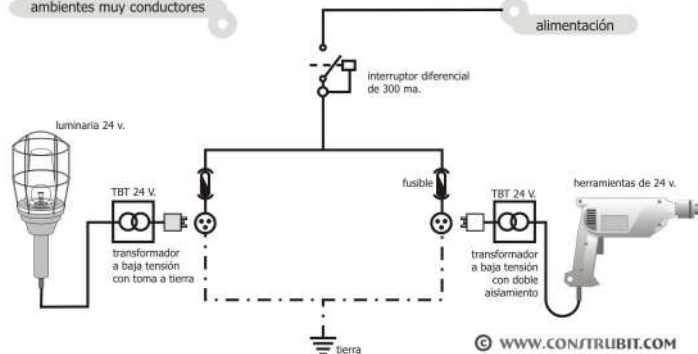 ambientes muy conductores
alimentación
interruptor diferencial
de 300 ma.
luminaria 24 v.
TBT 24 V.
transformador
a baja tensión
con toma a tierra
fusible
TBT 24 V.
transformador
a baja tensión
con doble
aislamiento
herramientas de 24 v.
tierra
© WWW.CONSTRUBIT.COM